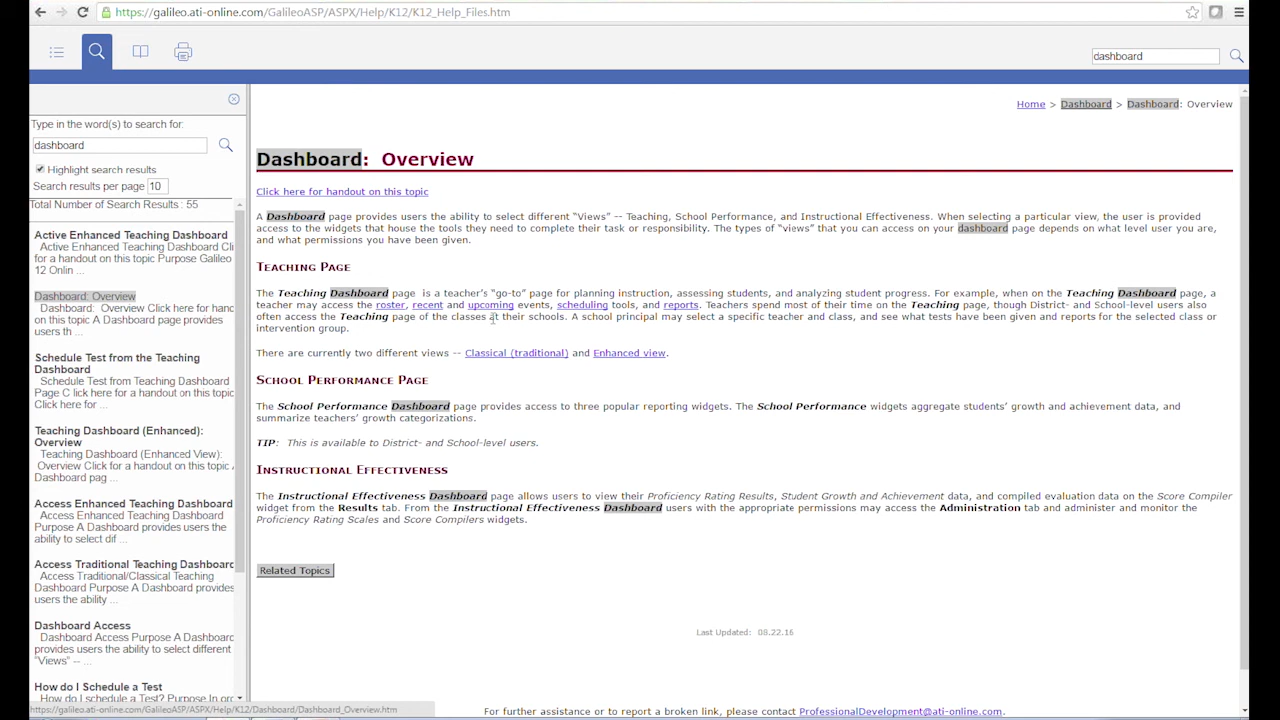 https://galileo.ati-online.com/GalileoASP/ASPX/Help/K12/K12_Help_Files.htm
dashboard
Type in the word(s) to search for:
dashboard
Highlight search results
Search results per page 10
Total Number of Search Results : 55
Active Enhanced Teaching Dashboard
Active Enhanced Teaching Dashboard Cli
for a handout on this topic Purpose Galileo
12 Onlin ...
Dashboard: Overview
Dashboard: Overview Click here for hand
on this topic A Dashboard page provides
users th ...
Schedule Test from the Teaching
Dashboard
Schedule Test from Teaching Dashboard
Page C lick here for a handout on this topic
Click here for ...
Teaching Dashboard (Enhanced):
Overview
Teaching Dashboard (Enhanced View):
Overview Click for a handout on this topic A
Dashboard pag ...
Access Enhanced Teaching Dashboard
Access Enhanced Teaching Dashboard
Purpose A Dashboard provides users the
ability to select dif ...
Access Traditional Teaching Dashboard
Access Traditional/Classical Teaching
Dashboard Purpose A Dashboard provides
users the ability ...
Dashboard Access
Dashboard Access Purpose A Dashboard
provides users the ability to select different
"Views" -- ...
How do I Schedule a Test
How do I Schedule a Test? Purpose In or
https://galileo.ati-online.com/GalileoASP/ASPX/Help/K12/Dashboard/Dashboard_Overview.htm
Home > Dashboard > Dashboard: Overview
Dashboard: Overview
Click here for handout on this topic
A Dashboard page provides users the ability to select different "Views" -- Teaching, School Performance, and Instructional Effectiveness. When selecting a particular view, the user is provided
access to the widgets that house the tools they need to complete their task or responsibility. The types of "views" that you can access on your dashboard page depends on what level user you are,
and what permissions you have been given.
TEACHING PAGE
The Teaching Dashboard page is a teacher's "go-to" page for planning instruction, assessing students, and analyzing student progress. For example, when on the Teaching Dashboard page, a
teacher may access the roster, recent and upcoming events, scheduling tools, and reports. Teachers spend most of their time on the Teaching page, though District- and School-level users also
often access the Teaching page of the classes at their schools. A school principal may select a specific teacher and class, and see what tests have been given and reports for the selected class or
intervention group.
There are currently two different views -- Classical (traditional) and Enhanced view.
SCHOOL PERFORMANCE PAGE
The School Performance Dashboard page provides access to three popular reporting widgets. The School Performance widgets aggregate students' growth and achievement data, and
summarize teachers' growth categorizations.
TIP: This is available to District- and School-level users.
INSTRUCTIONAL EFFECTIVENESS
The Instructional Effectiveness Dashboard page allows users to view their Proficiency Rating Results, Student Growth and Achievement data, and compiled evaluation data on the Score Compiler
widget from the Results tab. From the Instructional Effectiveness Dashboard users with the appropriate permissions may access the Administration tab and administer and monitor the
Proficiency Rating Scales and Score Compilers widgets.
Related Topics
Last Updated: 08.22.16
For further assistance or to report a broken link, please contact ProfessionalDevelopment@ati-online.com.